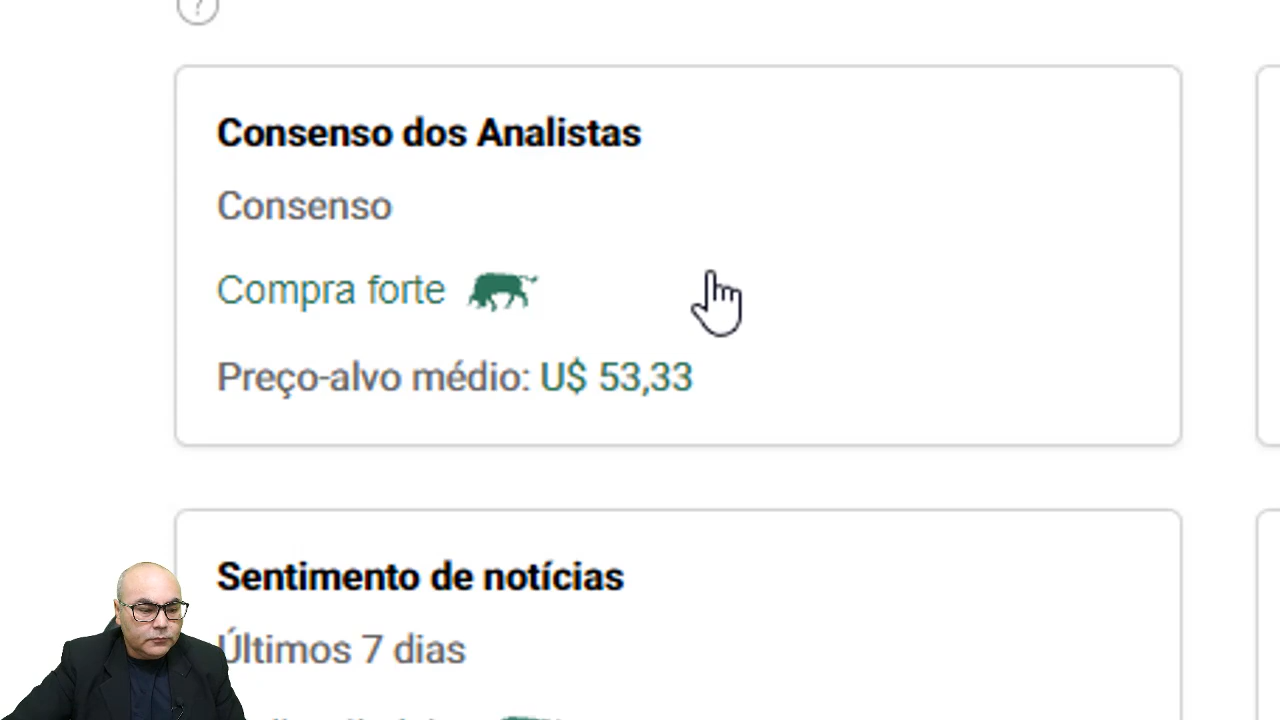 ?
Consenso dos Analistas
Consenso
Compra forte
Preço-alvo médio: U$ 53,33
Sentimento de notícias
Últimos 7 dias